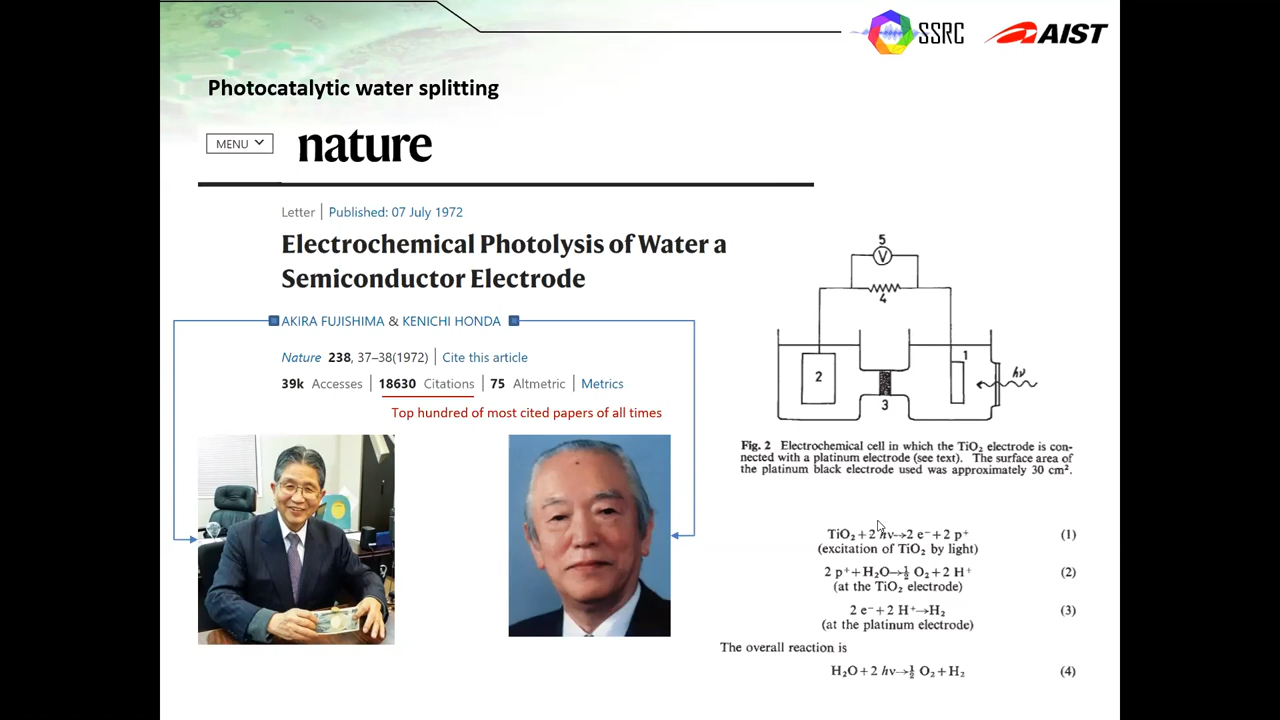 SSRC
AIST
Photocatalytic water splitting
MENU
nature
Letter | Published: 07 July 1972
Electrochemical Photolysis of Water a
Semiconductor Electrode
AKIRA FUJISHIMA & KENICHI HONDA
Nature 238, 37–38(1972) | Cite this article
39k Accesses | 18630 Citations | 75 Altmetric | Metrics
Top hundred of most cited papers of all times
5
V
4
2
3
1
hν
Fig. 2 Electrochemical cell in which the TiO₂ electrode is con-
nected with a platinum electrode (see text). The surface area of
the platinum black electrode used was approximately 30 cm².
TiO₂+2 hν→2 e⁻+2 p⁺ (1)
(excitation of TiO₂ by light)
2 p⁺+H₂O→½ O₂+2 H⁺ (2)
(at the TiO₂ electrode)
2 e⁻+2 H⁺→H₂ (3)
(at the platinum electrode)
The overall reaction is
H₂O+2 hν→½ O₂+H₂ (4)